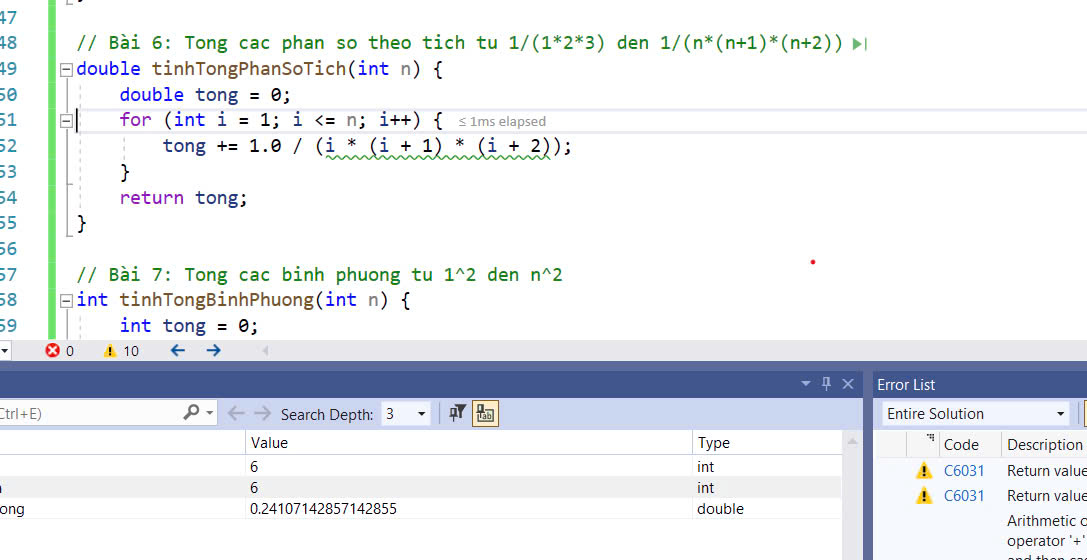 47
48 // Bài 6: Tong cac phan so theo tich tu 1/(1*2*3) den 1/(n*(n+1)*(n+2))
49 double tinhTongPhanSoTich(int n) {
50 double tong = 0;
51 for (int i = 1; i <= n; i++) { ≤ 1ms elapsed
52 tong += 1.0 / (i * (i + 1) * (i + 2));
53 }
54 return tong;
55 }
56
57 // Bài 7: Tong cac binh phuong tu 1^2 den n^2
58 int tinhTongBinhPhuong(int n) {
59 int tong = 0;
0 10
Ctrl+E) Search Depth: 3
Value Type
6 int
6 int
ong 0.24107142857142855 double
Error List
Entire Solution
Code Description
C6031 Return value
C6031 Return value
Arithmetic o
operator '+'